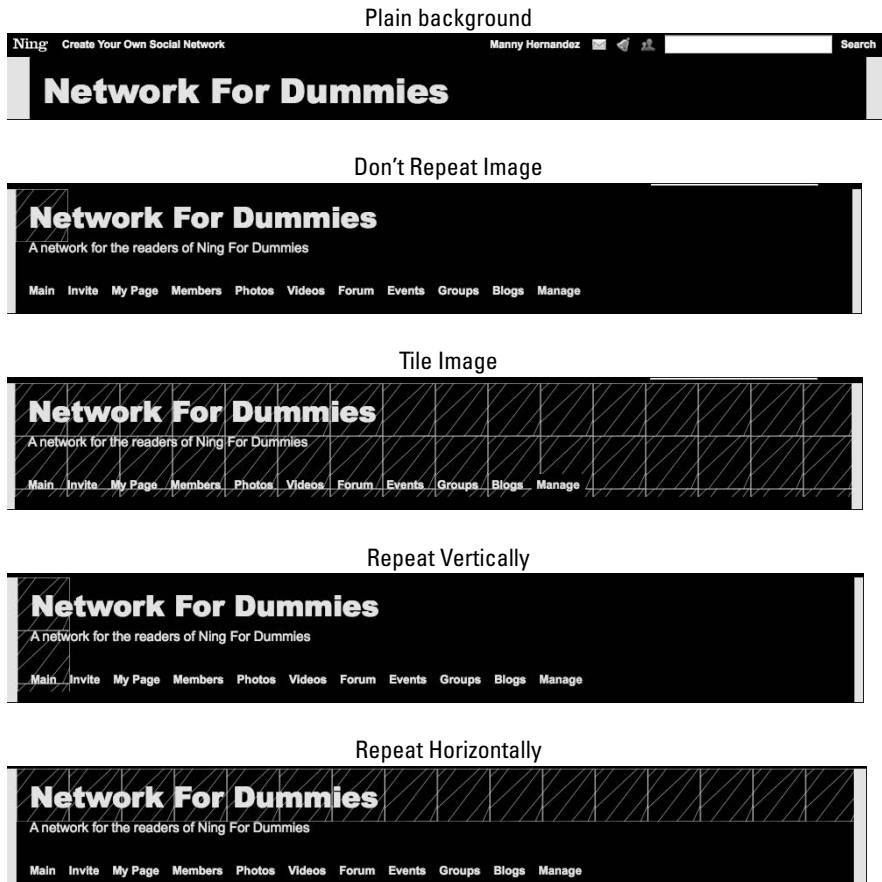 Plain background
Ning Create Your Own Social Network Manny Hernandez Search
Network For Dummies
Don’t Repeat Image
Network For Dummies
A network for the readers of Ning For Dummies
Main Invite My Page Members Photos Videos Forum Events Groups Blogs Manage
Tile Image
Network For Dummies
A network for the readers of Ning For Dummies
Main Invite My Page Members Photos Videos Forum Events Groups Blogs Manage
Repeat Vertically
Network For Dummies
A network for the readers of Ning For Dummies
Main Invite My Page Members Photos Videos Forum Events Groups Blogs Manage
Repeat Horizontally
Network For Dummies
A network for the readers of Ning For Dummies
Main Invite My Page Members Photos Videos Forum Events Groups Blogs Manage